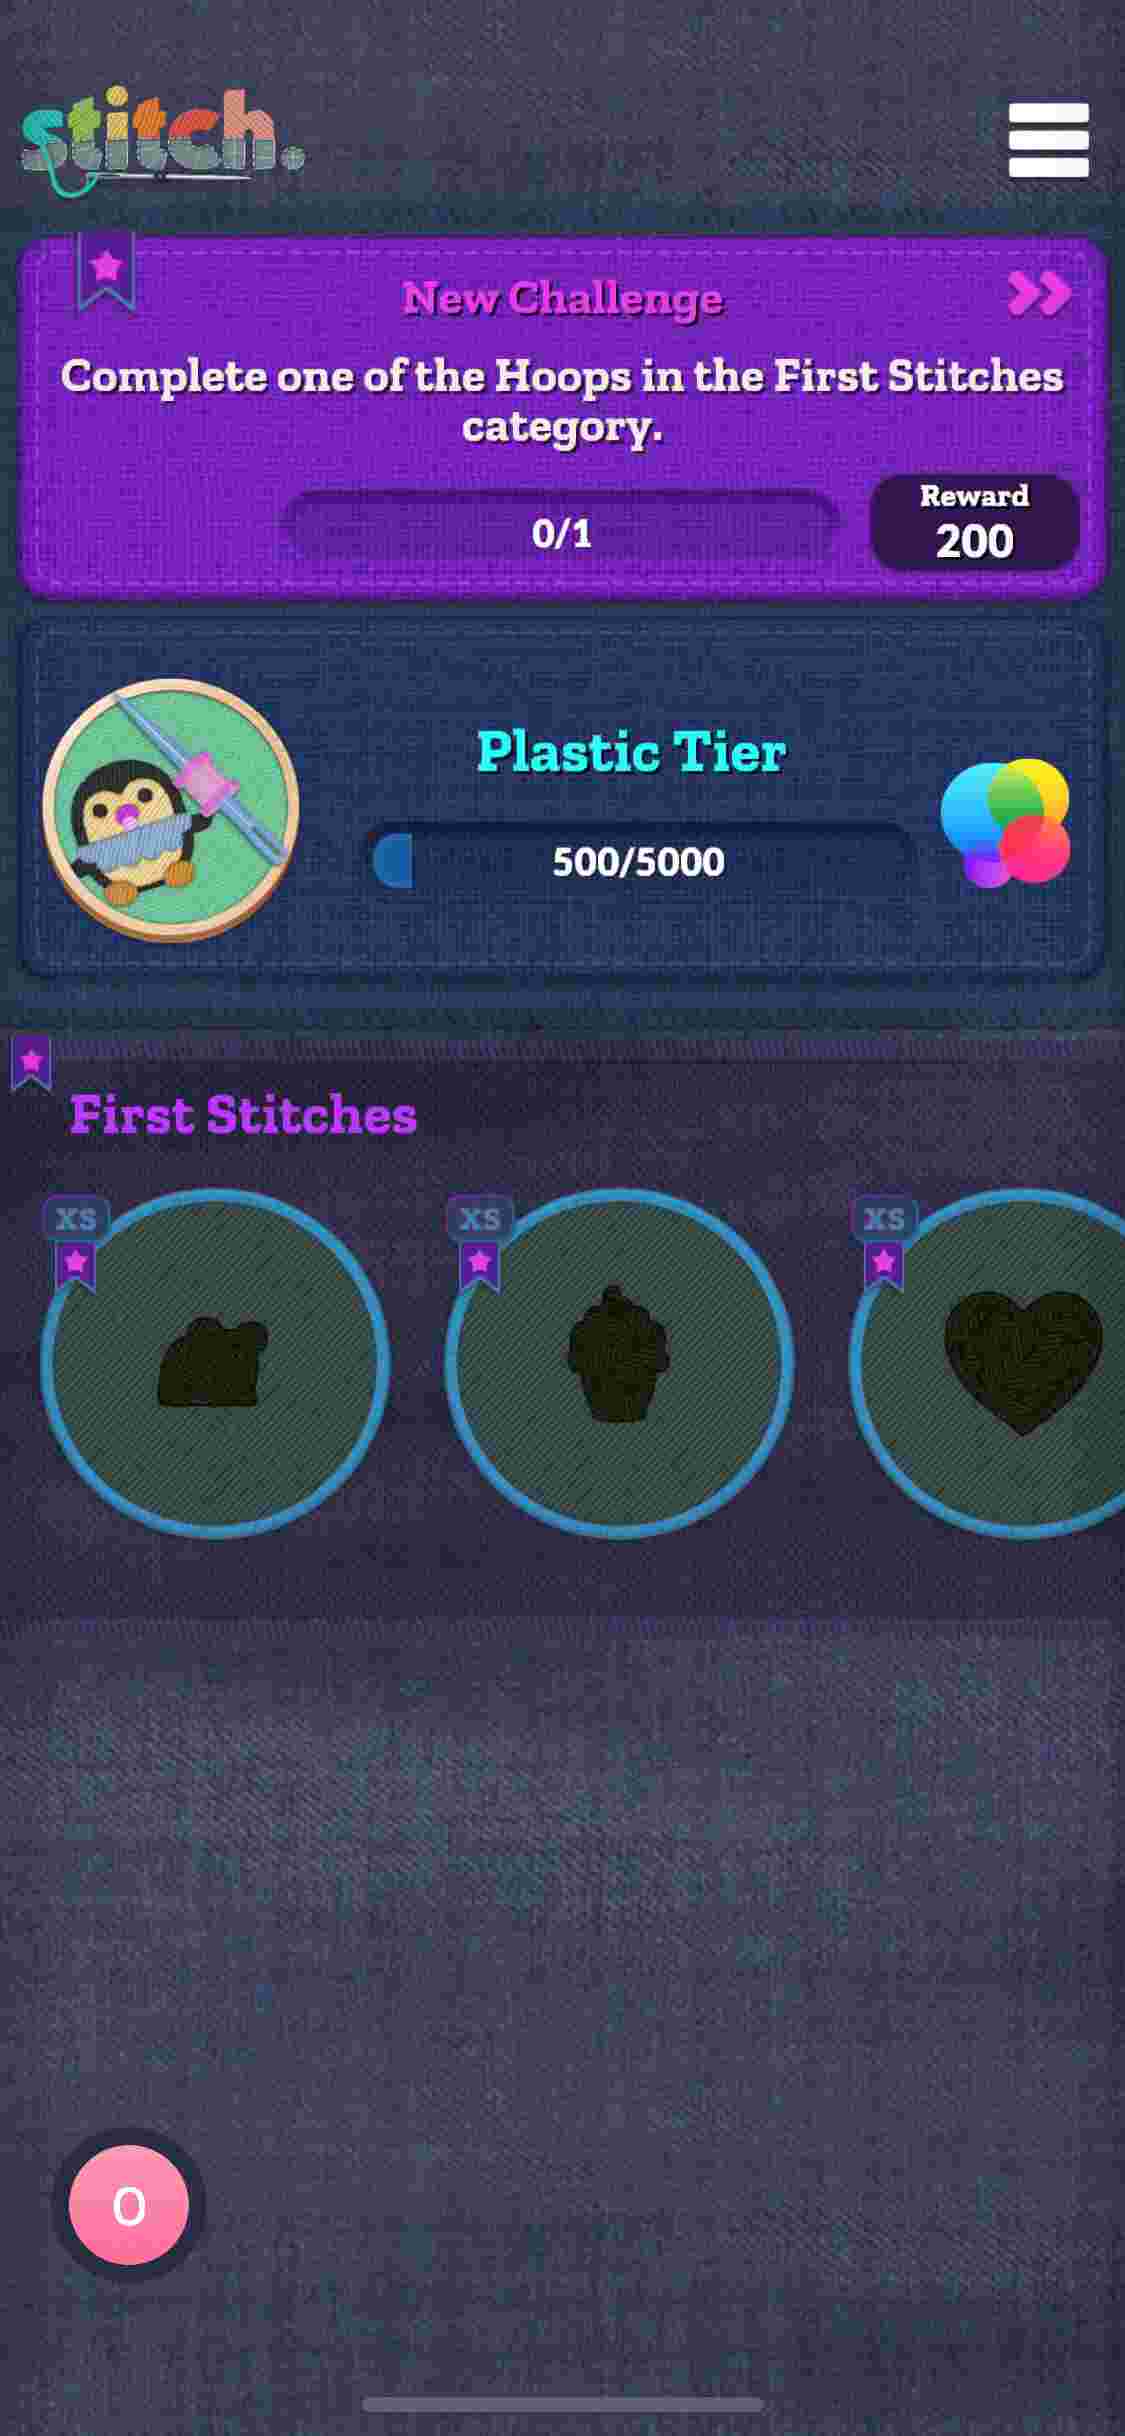 stitch.
New Challenge
Complete one of the Hoops in the First Stitches
category.
0/1
Reward
200
Plastic Tier
500/5000
First Stitches
XS
XS
XS
0